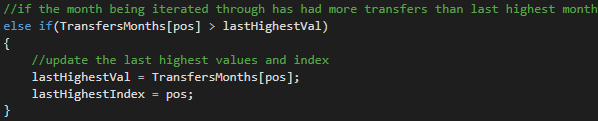 //if the month being iterated through has had more transfers than last highest month
else if(TransfersMonths[pos] > lastHighestVal)
{
//update the last highest values and index
lastHighestVal = TransfersMonths[pos];
lastHighestIndex = pos;
}